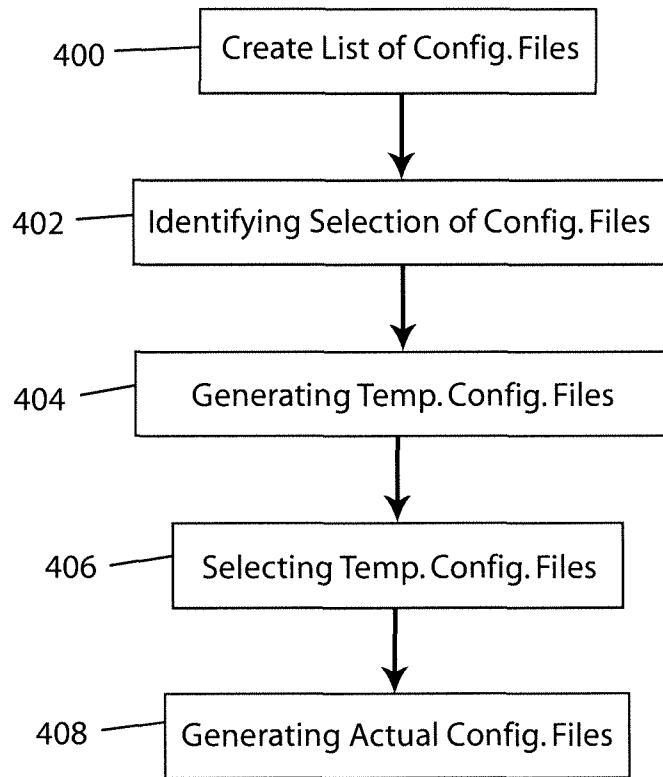 400 Create List of Config. Files
402 Identifying Selection of Config. Files
404 Generating Temp. Config. Files
406 Selecting Temp. Config. Files
408 Generating Actual Config. Files